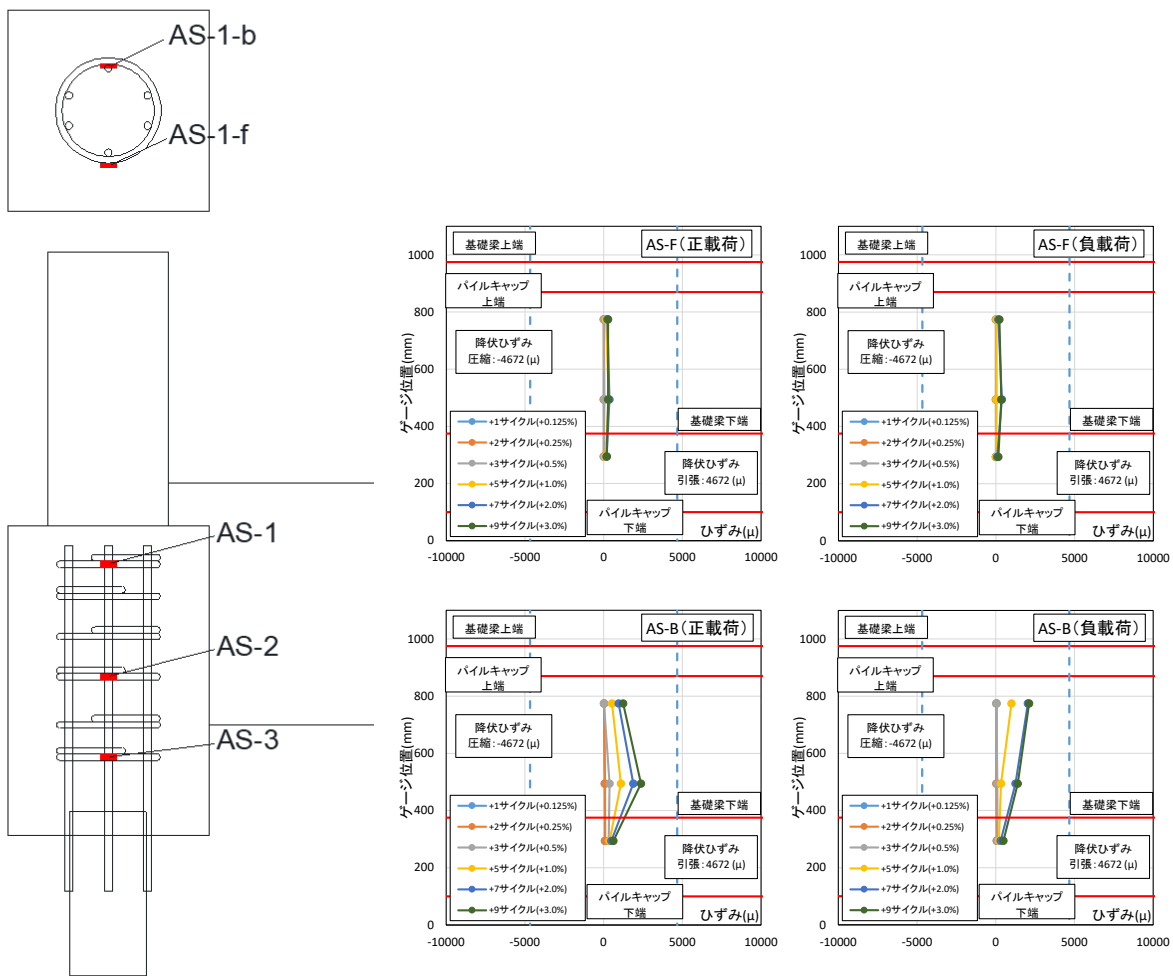 AS-1-b
AS-1-f
AS-1
AS-2
AS-3
基礎梁上端
AS-F(正載荷)
パイルキャップ
上端
降伏ひずみ
圧縮:-4672 (μ)
ゲージ位置(mm)
1000
800
600
400
200
0
+1サイクル(+0.125%)
+2サイクル(+0.25%)
+3サイクル(+0.5%)
+5サイクル(+1.0%)
+7サイクル(+2.0%)
+9サイクル(+3.0%)
基礎梁下端
降伏ひずみ
引張:4672 (μ)
パイルキャップ
下端
ひずみ(μ)
-10000 -5000 0 5000 10000
基礎梁上端
AS-F(負載荷)
パイルキャップ
上端
降伏ひずみ
圧縮:-4672 (μ)
ゲージ位置(mm)
1000
800
600
400
200
0
+1サイクル(+0.125%)
+2サイクル(+0.25%)
+3サイクル(+0.5%)
+5サイクル(+1.0%)
+7サイクル(+2.0%)
+9サイクル(+3.0%)
基礎梁下端
降伏ひずみ
引張:4672 (μ)
パイルキャップ
下端
ひずみ(μ)
-10000 -5000 0 5000 10000
基礎梁上端
AS-B(正載荷)
パイルキャップ
上端
降伏ひずみ
圧縮:-4672 (μ)
ゲージ位置(mm)
1000
800
600
400
200
0
+1サイクル(+0.125%)
+2サイクル(+0.25%)
+3サイクル(+0.5%)
+5サイクル(+1.0%)
+7サイクル(+2.0%)
+9サイクル(+3.0%)
基礎梁下端
降伏ひずみ
引張:4672 (μ)
パイルキャップ
下端
ひずみ(μ)
-10000 -5000 0 5000 10000
基礎梁上端
AS-B(負載荷)
パイルキャップ
上端
降伏ひずみ
圧縮:-4672 (μ)
ゲージ位置(mm)
1000
800
600
400
200
0
+1サイクル(+0.125%)
+2サイクル(+0.25%)
+3サイクル(+0.5%)
+5サイクル(+1.0%)
+7サイクル(+2.0%)
+9サイクル(+3.0%)
基礎梁下端
降伏ひずみ
引張:4672 (μ)
パイルキャップ
下端
ひずみ(μ)
-10000 -5000 0 5000 10000